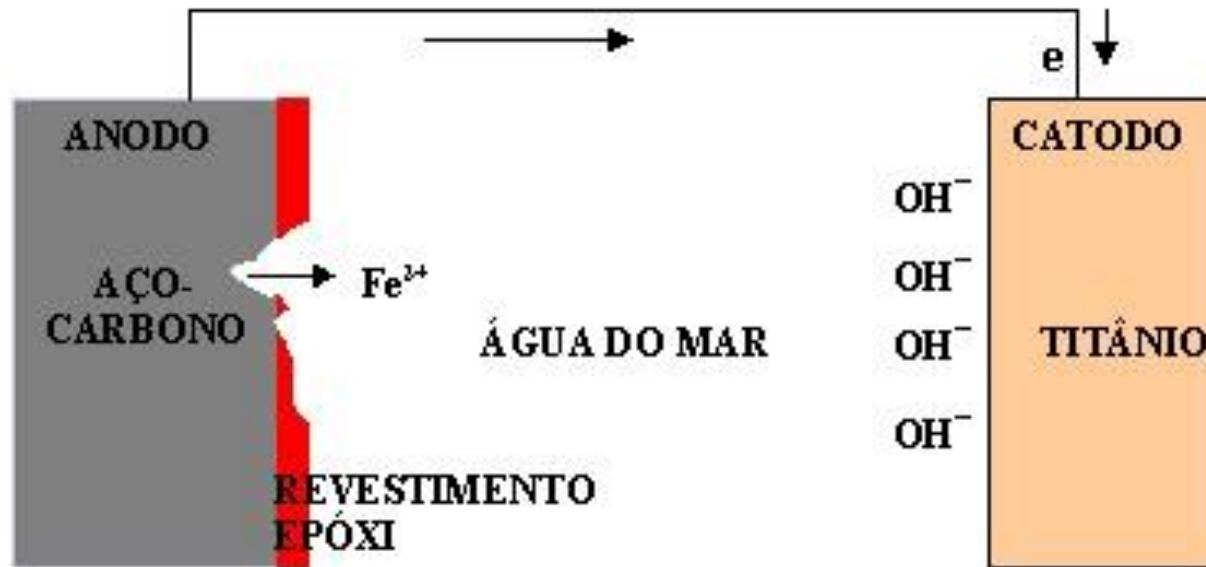 e
ANODO
CATODO
OH⁻
AÇO-
CARBONO
Fe²⁺
OH⁻
ÁGUA DO MAR
OH⁻
TITÂNIO
OH⁻
REVESTIMENTO
EPÓXI